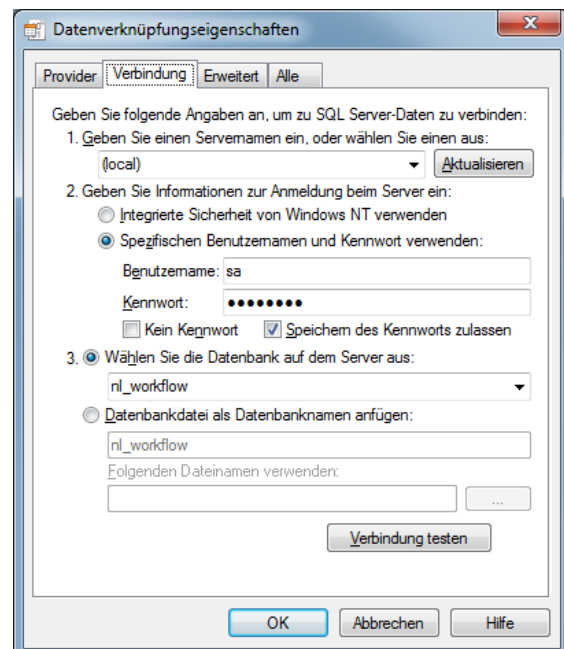 Datenverknüpfungseigenschaften
Provider Verbindung Erweitert Alle
Geben Sie folgende Angaben an, um zu SQL Server-Daten zu verbinden:
1. Geben Sie einen Servernamen ein, oder wählen Sie einen aus:
(local) Aktualisieren
2. Geben Sie Informationen zur Anmeldung beim Server ein:
Integrierte Sicherheit von Windows NT verwenden
Spezifischen Benutzernamen und Kennwort verwenden:
Benutzername: sa
Kennwort: ●●●●●●●●
Kein Kennwort Speichern des Kennworts zulassen
3. Wählen Sie die Datenbank auf dem Server aus:
nl_workflow
Datenbankdatei als Datenbanknamen anfügen:
nl_workflow
Folgenden Dateinamen verwenden:
...
Verbindung testen
OK Abbrechen Hilfe